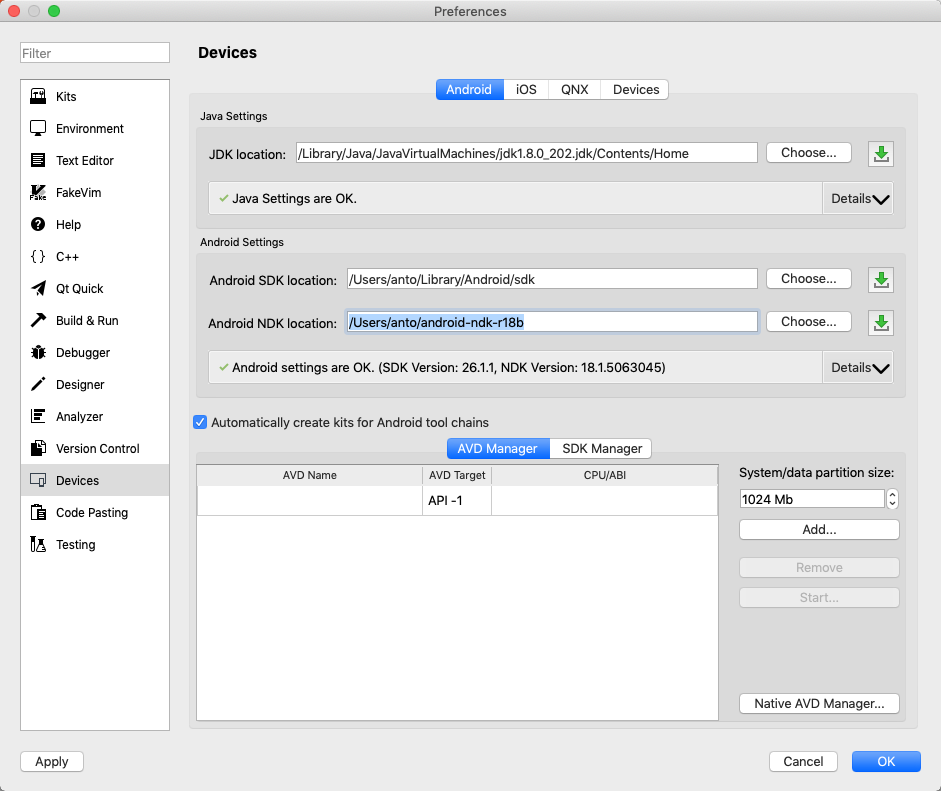 Preferences
Filter
Devices
Kits
Environment
Text Editor
FakeVim
Help
C++
Qt Quick
Build & Run
Debugger
Designer
Analyzer
Version Control
Devices
Code Pasting
Testing
Android iOS QNX Devices
Java Settings
JDK location: /Library/Java/JavaVirtualMachines/jdk1.8.0_202.jdk/Contents/Home Choose...
Java Settings are OK. Details
Android Settings
Android SDK location: /Users/anto/Library/Android/sdk Choose...
Android NDK location: /Users/anto/android-ndk-r18b Choose...
Android settings are OK. (SDK Version: 26.1.1, NDK Version: 18.1.5063045) Details
Automatically create kits for Android tool chains
AVD Manager SDK Manager
AVD Name AVD Target CPU/ABI
API -1
System/data partition size:
1024 Mb
Add...
Remove
Start...
Native AVD Manager...
Apply Cancel OK